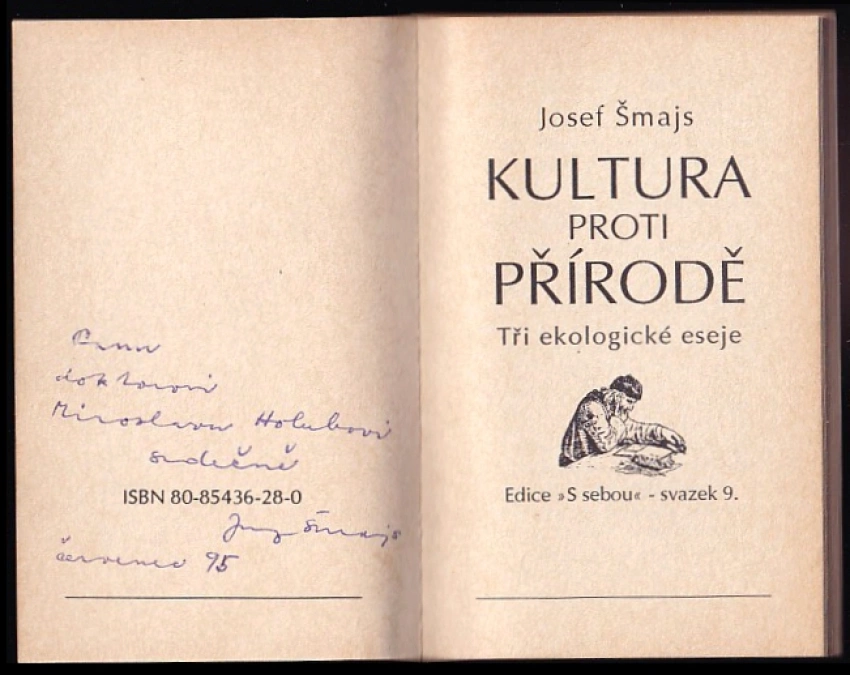 Panu
doktorovi
Miroslavu Holubovi
srdečně
ISBN 80-85436-28-0
Šmajs
červenec 95
Josef Šmajs
KULTURA
PROTI
PŘÍRODĚ
Tři ekologické eseje
Edice »S sebou« - svazek 9.